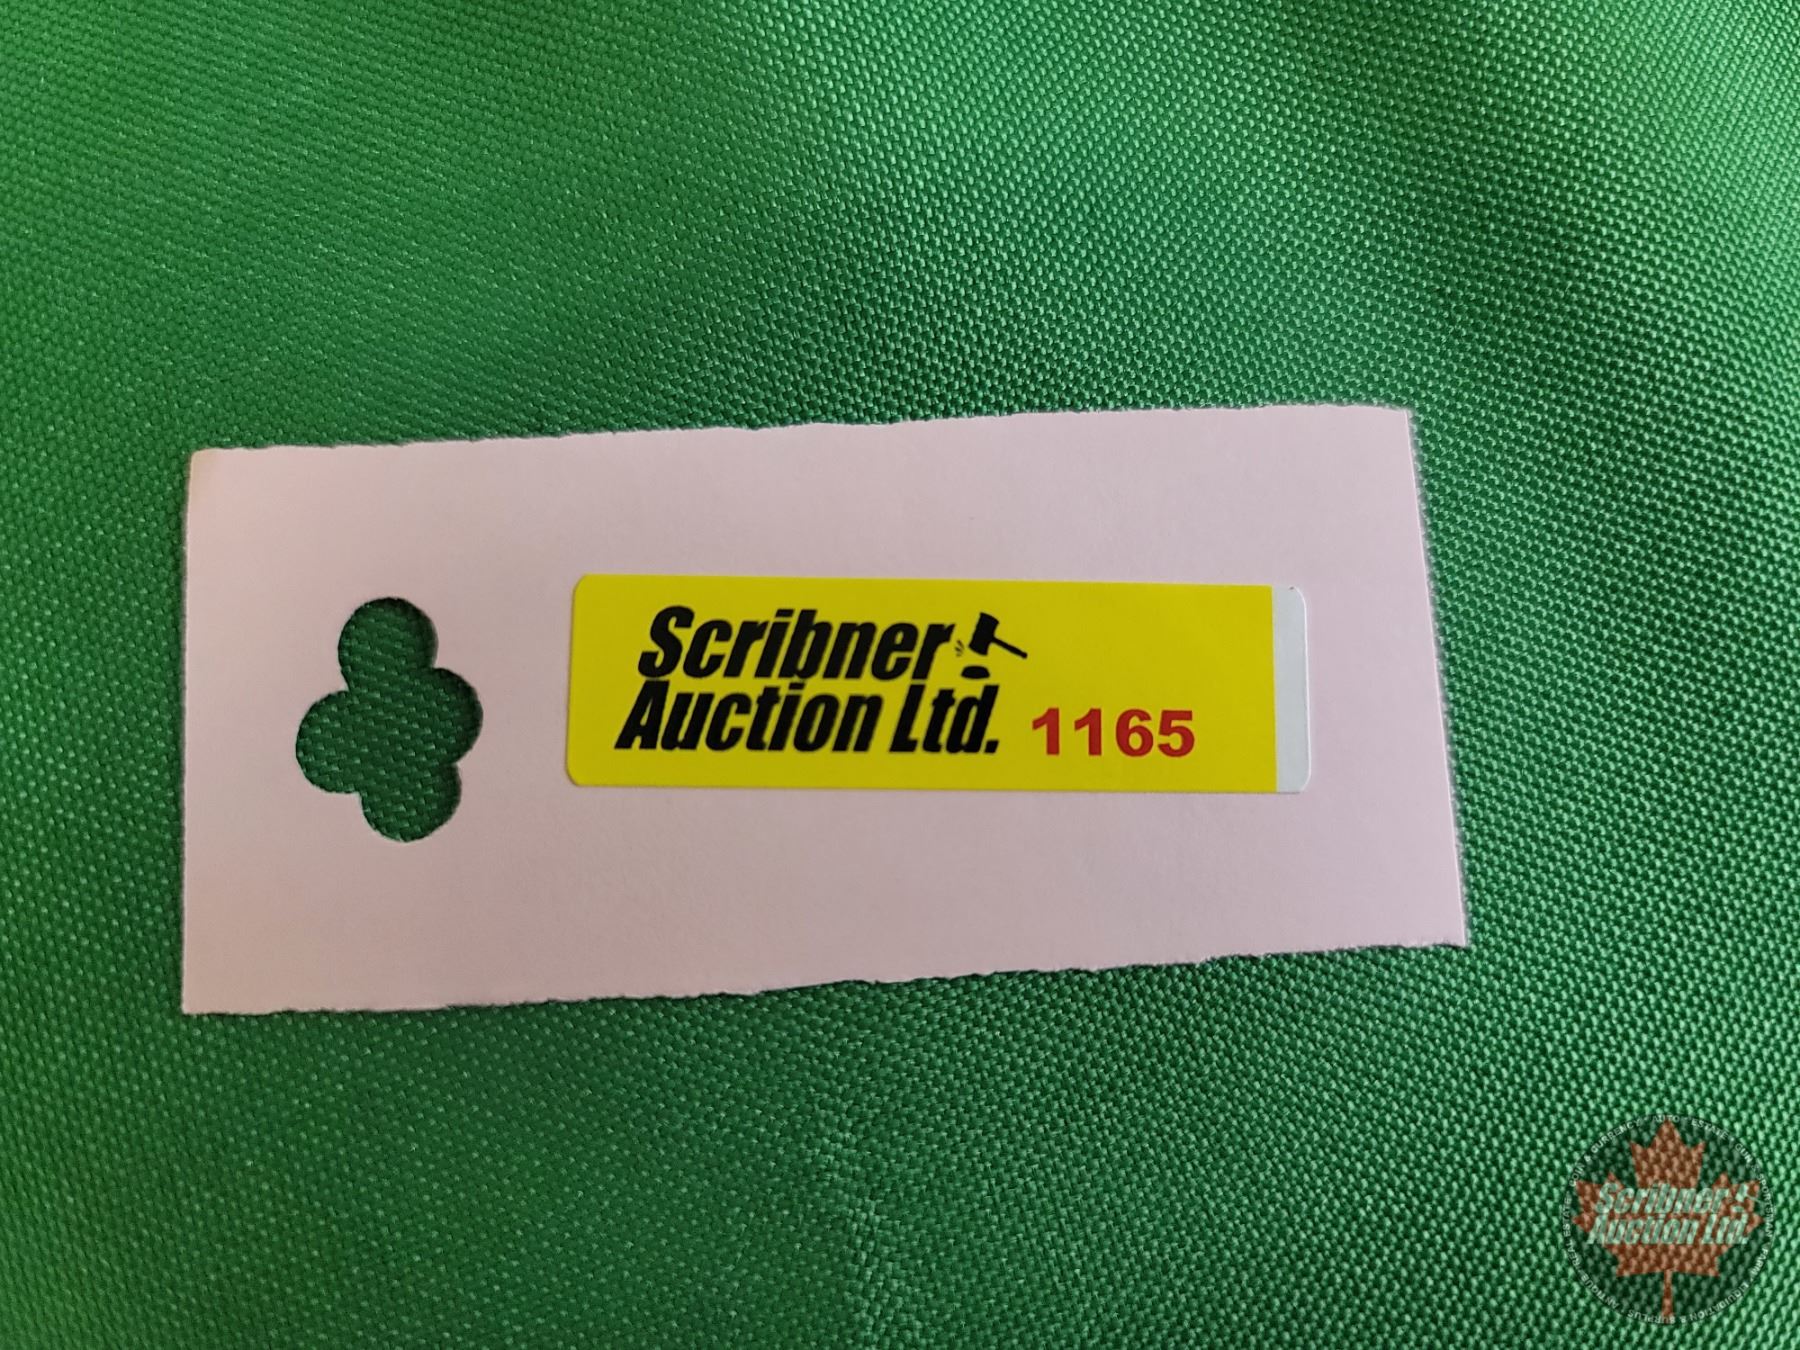 Scribner
Auction Ltd. 1165
Scribner
Auction Ltd.